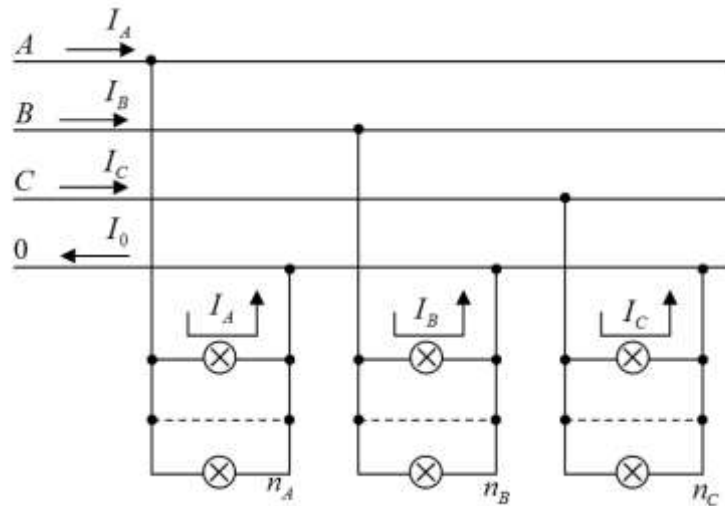 A I_A
B I_B
C I_C
0 I_0
I_A I_B I_C
n_A n_B n_C